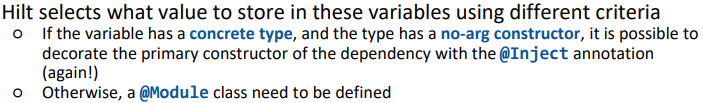 Hilt selects what value to store in these variables using different criteria
o If the variable has a concrete type, and the type has a no-arg constructor, it is possible to
decorate the primary constructor of the dependency with the @Inject annotation
(again!)
o Otherwise, a @Module class need to be defined